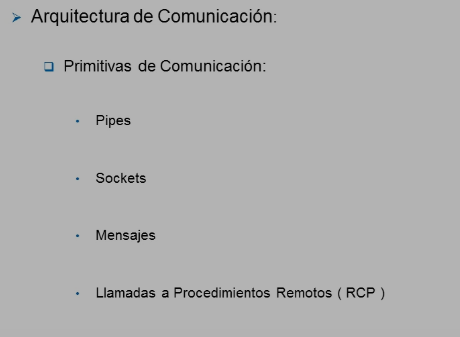 Arquitectura de Comunicación:
Primitivas de Comunicación:
Pipes
Sockets
Mensajes
Llamadas a Procedimientos Remotos ( RCP )